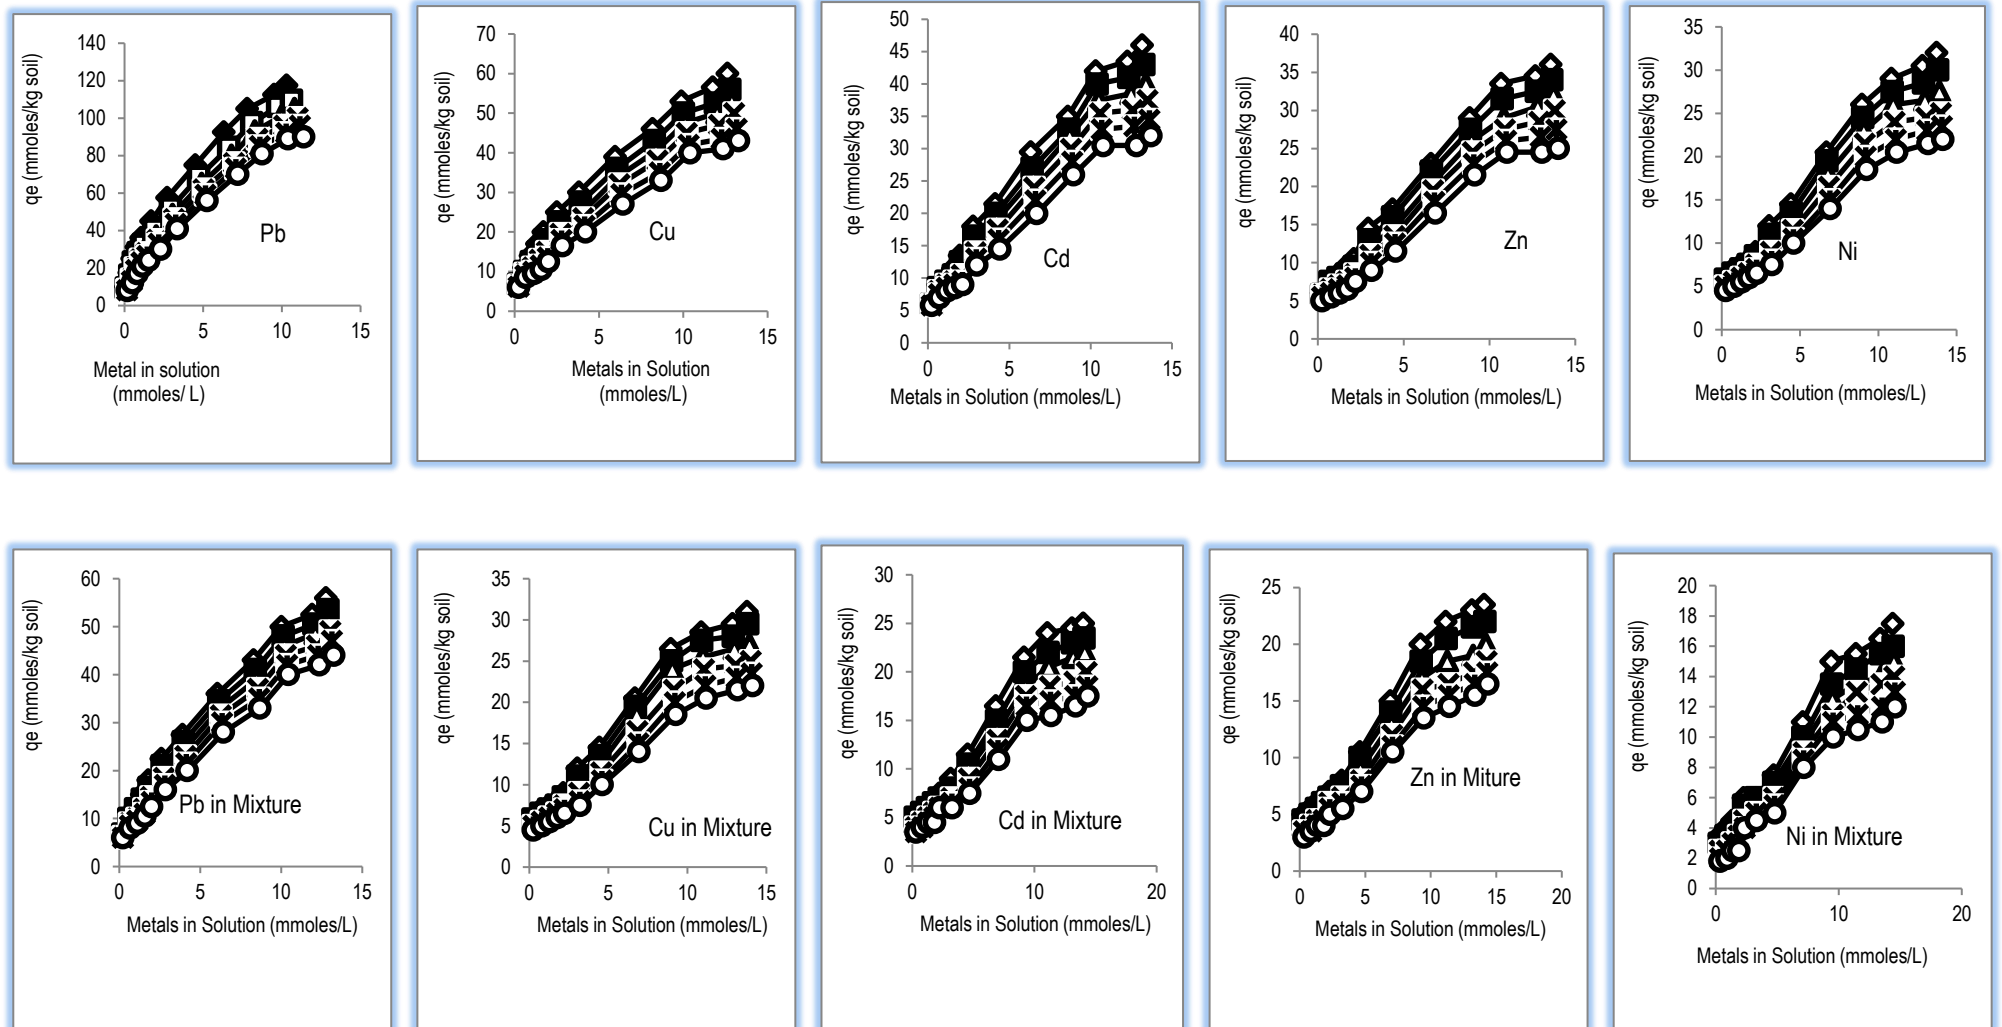 qe (mmoles/kg soil)
140
120
100
80
60
40
20
0
0 5 10 15
Pb
Metal in solution
(mmoles/ L)
qe (mmoles/kg soil)
70
60
50
40
30
20
10
0
0 5 10 15
Cu
Metals in Solution
(mmoles/L)
qe (mmoles/kg soil)
50
45
40
35
30
25
20
15
10
5
0
0 5 10 15
Cd
Metals in Solution (mmoles/L)
qe (mmoles/kg soil)
40
35
30
25
20
15
10
5
0
0 5 10 15
Zn
Metals in Solution (mmoles/L)
qe (mmoles/kg soil)
35
30
25
20
15
10
5
0
0 5 10 15
Ni
Metals in Solution (mmoles/L)
qe (mmoles/kg soil)
60
50
40
30
20
10
0
0 5 10 15
Pb in Mixture
Metals in Solution (mmoles/L)
qe (mmoles/kg soil)
35
30
25
20
15
10
5
0
0 5 10 15
Cu in Mixture
Metals in Solution (mmoles/L)
qe (mmoles/kg soil)
30
25
20
15
10
5
0
0 10 20
Cd in Mixture
Metals in Solution (mmoles/L)
qe (mmoles/kg soil)
25
20
15
10
5
0
0 5 10 15 20
Zn in Miture
Metals in Solution (mmoles/L)
qe (mmoles/kg soil)
20
18
16
14
12
10
8
6
4
2
0
0 10 20
Ni in Mixture
Metals in Solution (mmoles/L)